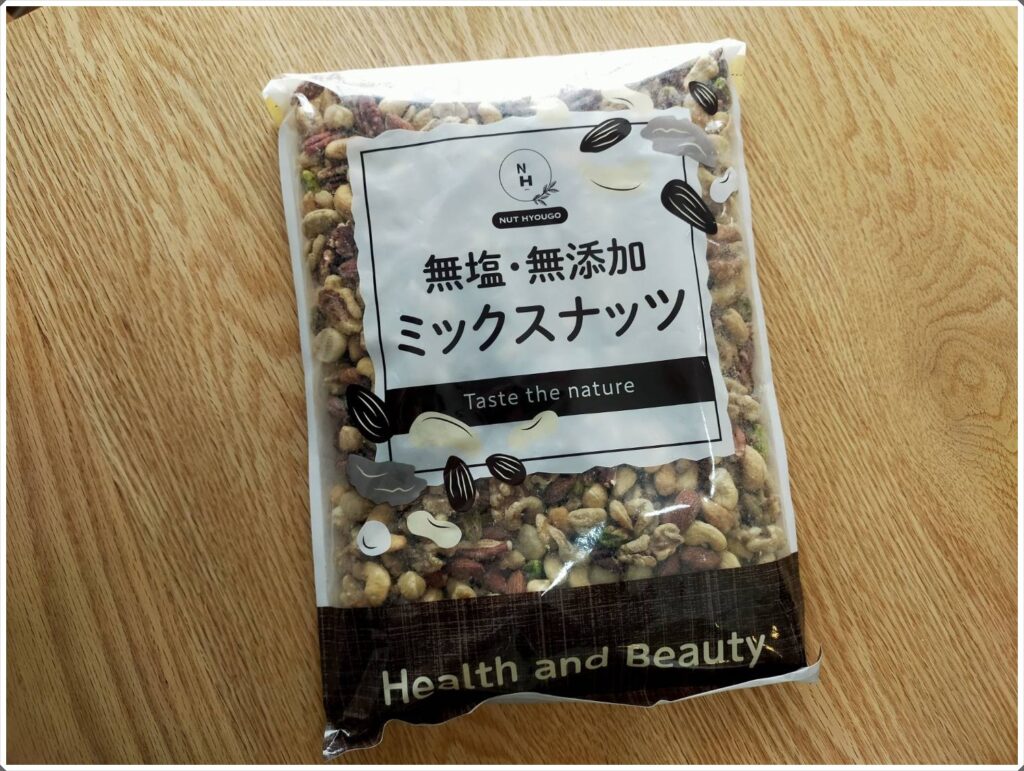 NH
NUT HYOUGO
無塩・無添加
ミックスナッツ
Taste the nature
Health and Beauty